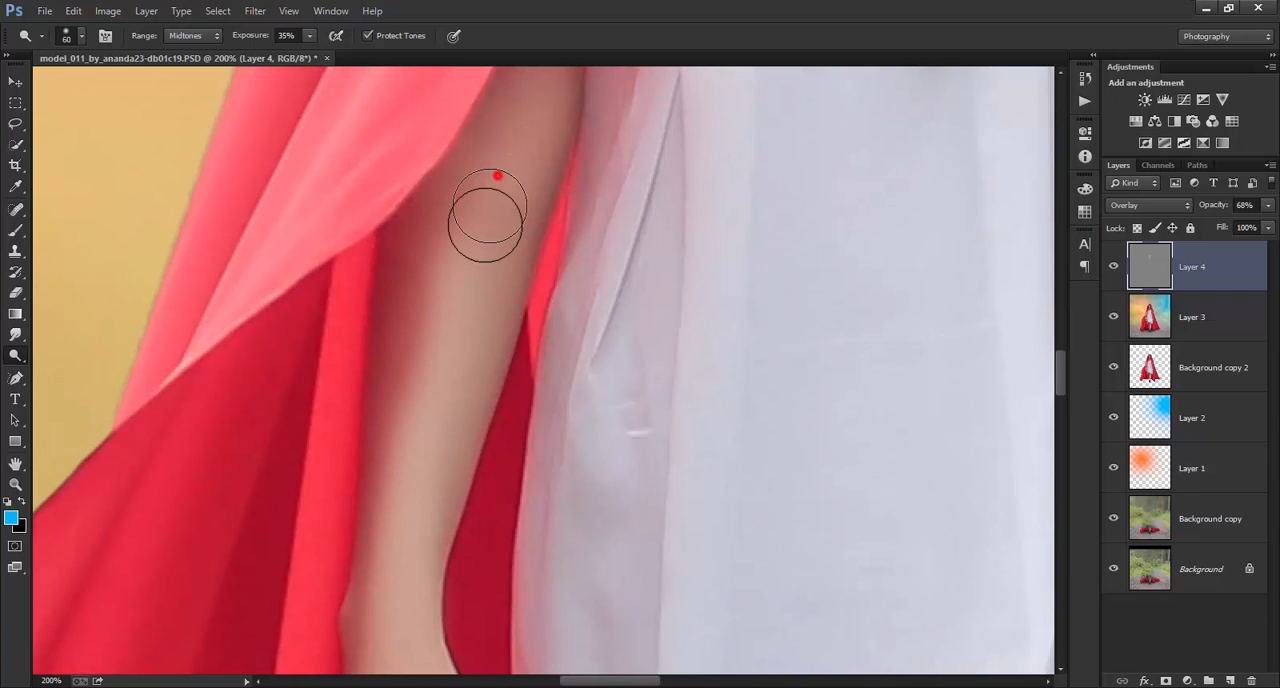 Ps File Edit Image Layer Type Select Filter View Window Help
60 Range: Midtones Exposure: 35% Protect Tones Photography
model_011_by_ananda23-db01c19.PSD @ 200% (Layer 4, RGB/8*) * ×
Adjustments
Add an adjustment
Layers Channels Paths
Kind
Overlay Opacity: 68%
Lock: Fill: 100%
Layer 4
Layer 3
Background copy 2
Layer 2
Layer 1
Background copy
Background
200%